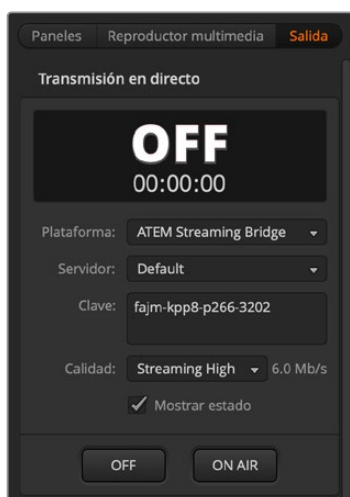 Paneles Reproductor multimedia Salida
Transmisión en directo
OFF
00:00:00
Plataforma: ATEM Streaming Bridge
Servidor: Default
Clave: fajm-kpp8-p266-3202
Calidad: Streaming High 6.0 Mb/s
Mostrar estado
OFF ON AIR